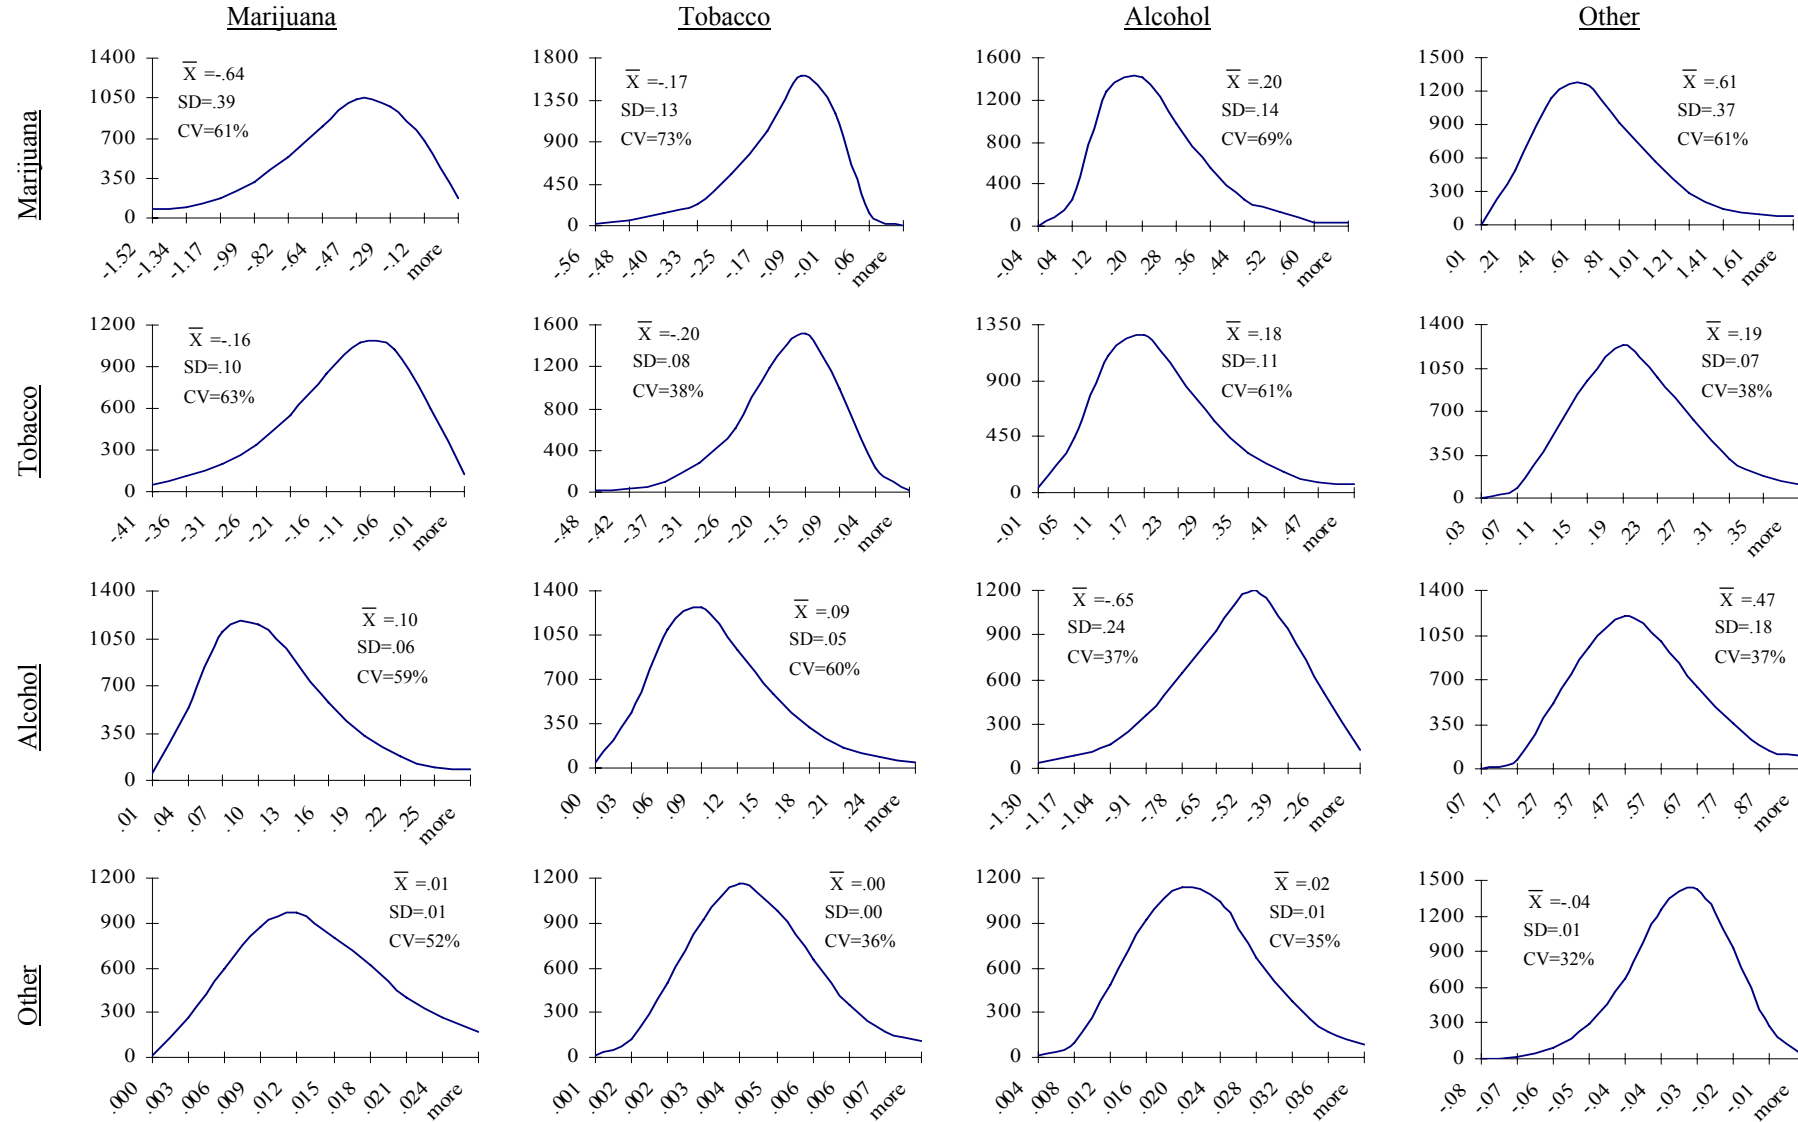 Marijuana Tobacco Alcohol Other
Marijuana
1400
1050
700
350
0
X =-.64
SD=.39
CV=61%
-1.52 -1.34 -1.17 -.99 -.82 -.64 -.47 -.29 -.12 more
1800
1350
900
450
0
X =-.17
SD=.13
CV=73%
-.56 -.48 -.40 -.33 -.25 -.17 -.09 -.01 .06 more
1600
1200
800
400
0
X =.20
SD=.14
CV=69%
-.04 .04 .12 .20 .28 .36 .44 .52 .60 more
1500
1200
900
600
300
0
X =.61
SD=.37
CV=61%
.01 .21 .41 .61 .81 1.01 1.21 1.41 1.61 more
Tobacco
1200
900
600
300
0
X =-.16
SD=.10
CV=63%
-.41 -.36 -.31 -.26 -.21 -.16 -.11 -.06 -.01 more
1600
1200
800
400
0
X =-.20
SD=.08
CV=38%
-.48 -.42 -.37 -.31 -.26 -.20 -.15 -.09 -.04 more
1350
900
450
0
X =.18
SD=.11
CV=61%
-.01 .05 .11 .17 .23 .29 .35 .41 .47 more
1400
1050
700
350
0
X =.19
SD=.07
CV=38%
.03 .07 .11 .15 .19 .23 .27 .31 .35 more
Alcohol
1400
1050
700
350
0
X =.10
SD=.06
CV=59%
.01 .04 .07 .10 .13 .16 .19 .22 .25 more
1400
1050
700
350
0
X =.09
SD=.05
CV=60%
.00 .03 .06 .09 .12 .15 .18 .21 .24 more
1200
900
600
300
0
X =-.65
SD=.24
CV=37%
-1.30 -1.17 -1.04 -.91 -.78 -.65 -.52 -.39 -.26 more
1400
1050
700
350
0
X =.47
SD=.18
CV=37%
.07 .17 .27 .37 .47 .57 .67 .77 .87 more
Other
1200
900
600
300
0
X =.01
SD=.01
CV=52%
.000 .003 .006 .009 .012 .015 .018 .021 .024 more
1200
900
600
300
0
X =.00
SD=.00
CV=36%
.001 .002 .002 .003 .004 .005 .006 .006 .007 more
1200
900
600
300
0
X =.02
SD=.01
CV=35%
.004 .008 .012 .016 .020 .024 .028 .032 .036 more
1500
1200
900
600
300
0
X =-.04
SD=.01
CV=32%
-.08 -.07 -.06 -.05 -.04 -.04 -.03 -.02 -.01 more